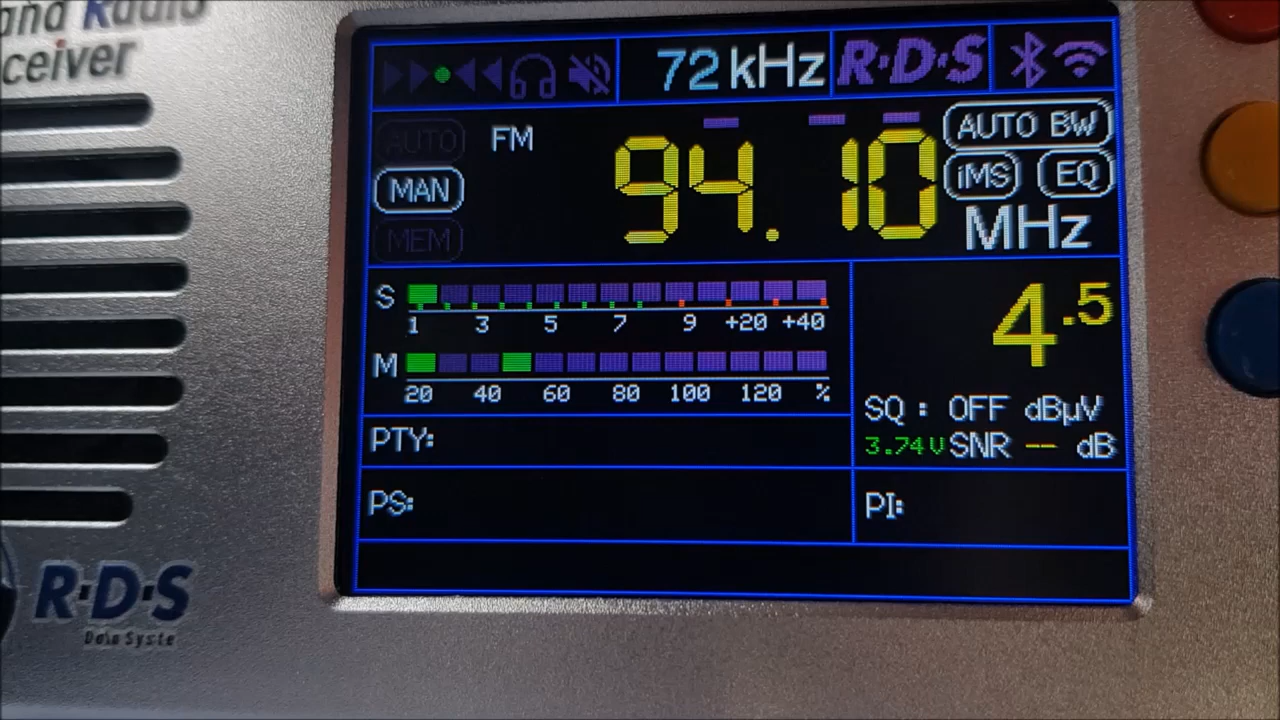 and Radio
ceiver
72 kHz R·D·S
AUTO FM 94.10 AUTO BW
MAN iMS EQ
MEM MHz
S
1 3 5 7 9 +20 +40
4.5
M
20 40 60 80 100 120 %
SQ : OFF dBµV
PTY: 3.74V SNR -- dB
PS: PI:
R·D·S
Data Syste